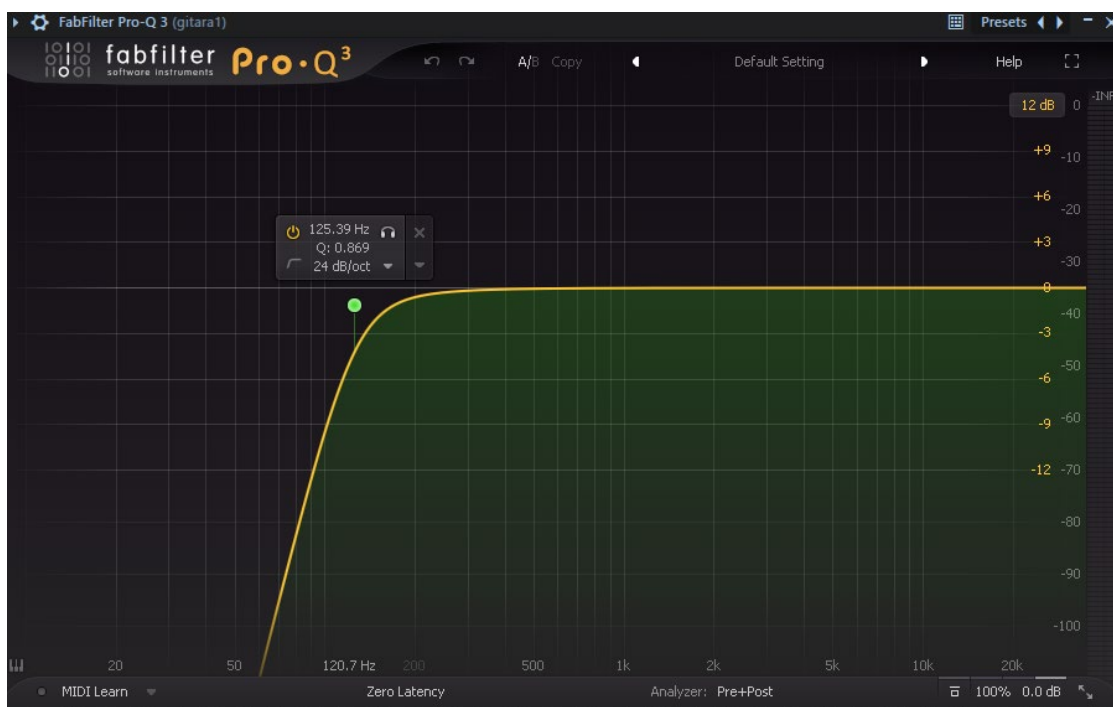 FabFilter Pro-Q 3 (gitara1) Presets
fabfilter
software instruments
Pro·Q³
A/B Copy Default Setting Help
12 dB 0 -INF
+9 -10
+6 -20
+3 -30
0 -40
-3 -50
-6 -60
-9
-12 -70
-80
-90
-100
125.39 Hz
Q: 0.869
24 dB/oct
20 50 120.7 Hz 200 500 1k 2k 5k 10k 20k
MIDI Learn Zero Latency Analyzer: Pre+Post 100% 0.0 dB